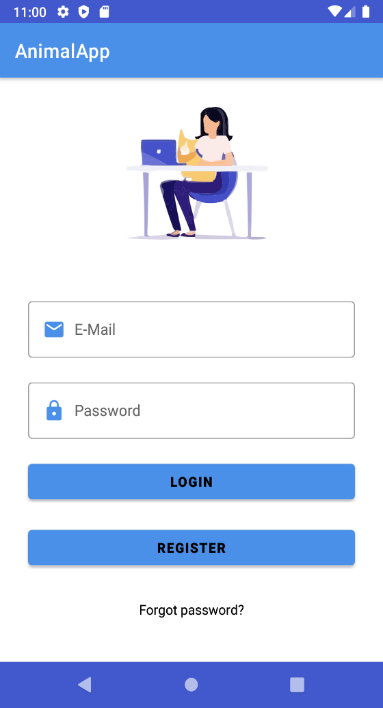 11:00
AnimalApp
E-Mail
Password
LOGIN
REGISTER
Forgot password?